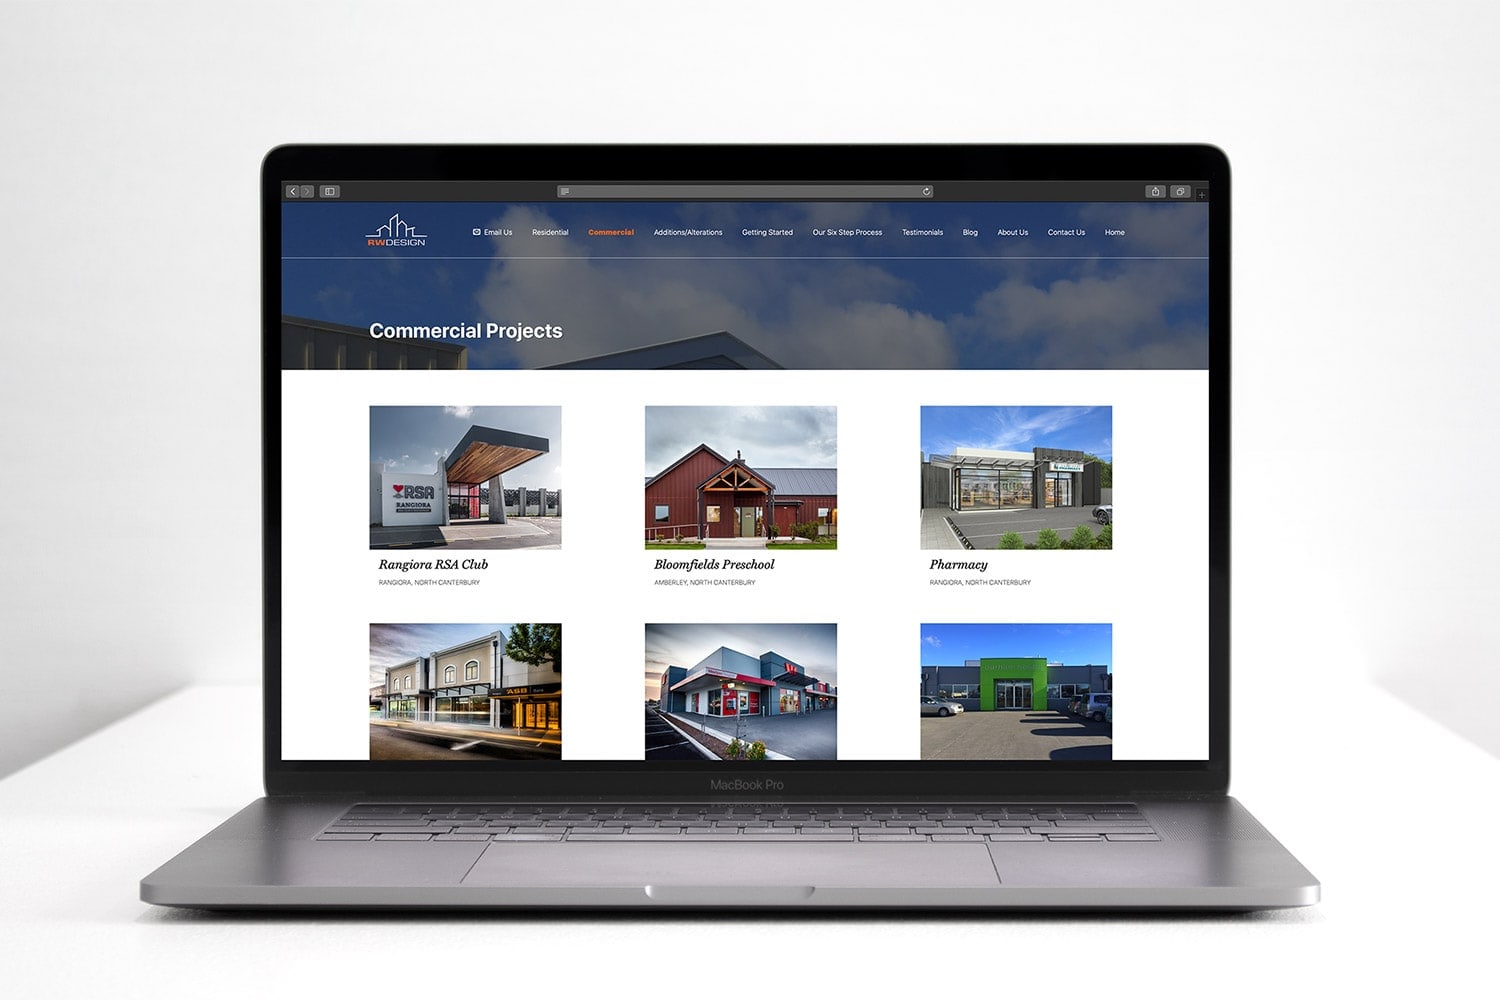 RWDESIGN
Email Us Residential Commercial Additions/Alterations Getting Started Our Six Step Process Testimonials Blog About Us Contact Us Home
Commercial Projects
RSA
RANGIORA
Rangiora RSA Club
RANGIORA, NORTH CANTERBURY
Bloomfields Preschool
AMBERLEY, NORTH CANTERBURY
Pharmacy
RANGIORA, NORTH CANTERBURY
ASB
MacBook Pro